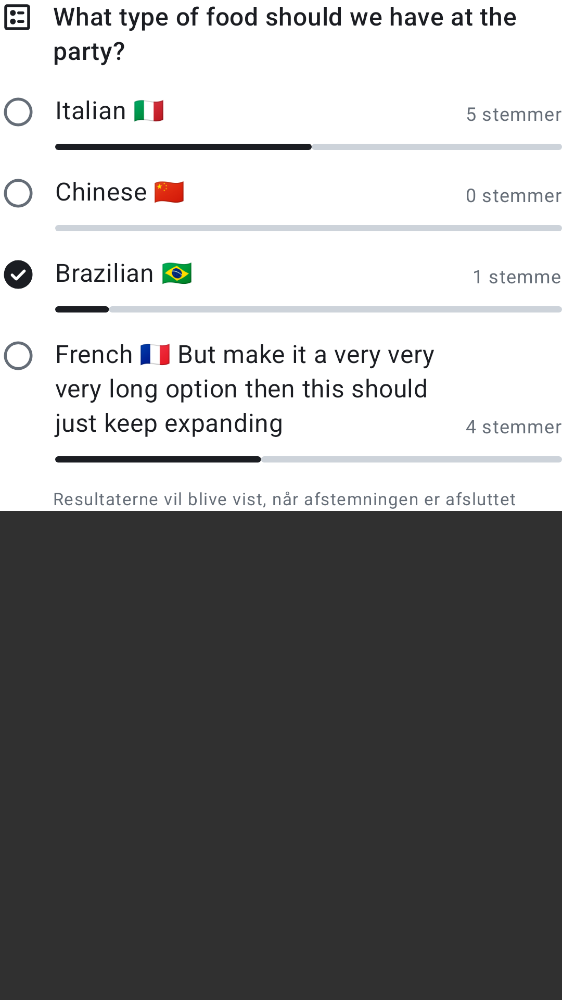 What type of food should we have at the
party?
Italian 🇮🇹
5 stemmer
Chinese 🇨🇳
0 stemmer
Brazilian 🇧🇷
1 stemme
French 🇫🇷 But make it a very very
very long option then this should
just keep expanding
4 stemmer
Resultaterne vil blive vist, når afstemningen er afsluttet